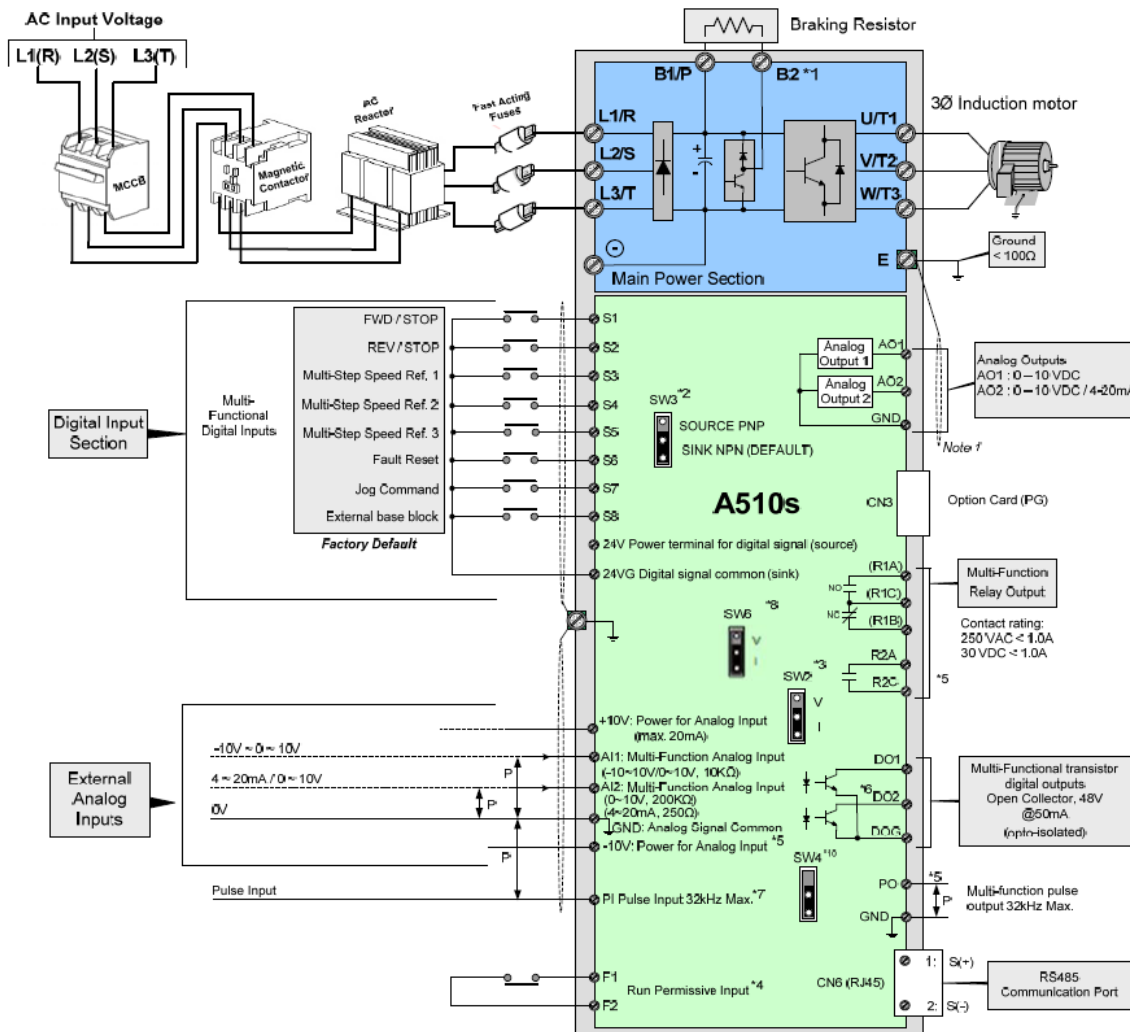 AC Input Voltage
L1(R) L2(S) L3(T)
MCCB
Magnetic
Contactor
AC
Reactor
Fast Acting
Fuses
Braking Resistor
B1/P
B2 *1
L1/R
L2/S
L3/T
+
-
U/T1
V/T2
W/T3
3Ø Induction motor
Main Power Section
E
Ground
< 100Ω
Digital Input
Section
Multi-
Functional
Digital Inputs
FWD / STOP
REV / STOP
Multi-Step Speed Ref. 1
Multi-Step Speed Ref. 2
Multi-Step Speed Ref. 3
Fault Reset
Jog Command
External base block
Factory Default
S1
S2
S3
S4
S5
S6
S7
S8
24V Power terminal for digital signal (source)
24VG Digital signal common (sink)
SW3 *2
SOURCE PNP
SINK NPN (DEFAULT)
A510s
Analog
Output 1
AO1
Analog
Output 2
AO2
GND
Analog Outputs
AO1 : 0 – 10 VDC
AO2 : 0 – 10 VDC / 4-20mA
Note 1
CN3
Option Card (PG)
(R1A)
NO
(R1C)
NC
(R1B)
R2A
R2C
*5
Multi-Function
Relay Output
Contact rating:
250 VAC < 1.0A
30 VDC < 1.0A
SW6 *8
V
I
SW2 *3
V
I
External
Analog
Inputs
-10V ~ 0 ~ 10V
4 ~ 20mA / 0 ~ 10V
0V
P
P
P
Pulse Input
+10V: Power for Analog Input
(max. 20mA)
AI1: Multi-Function Analog Input
(-10~10V/0~10V, 10KΩ)
AI2: Multi-Function Analog Input
(0~10V, 200KΩ)
(4~20mA, 250Ω)
GND: Analog Signal Common
-10V: Power for Analog Input *5
PI Pulse Input 32kHz Max. *7
F1
F2
Run Permissive Input *4
DO1
*6
DO2
DOG
Multi-Functional transistor
digital outputs
Open Collector, 48V
@50mA
(opto-isolated)
SW4 *10
PO
*5
P
GND
Multi-function pulse
output 32kHz Max.
CN6 (RJ45)
1: S(+)
2: S(-)
RS485
Communication Port